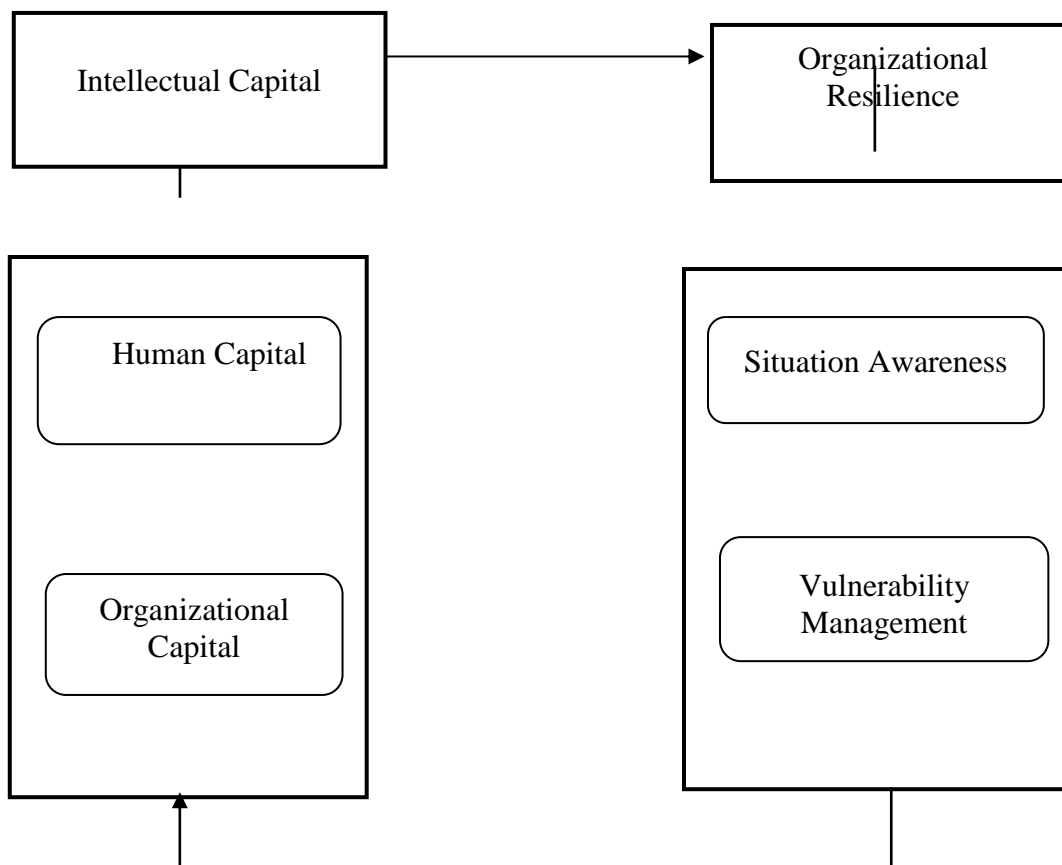 Intellectual Capital
Organizational
Resilience
Human Capital
Situation Awareness
Organizational
Capital
Vulnerability
Management